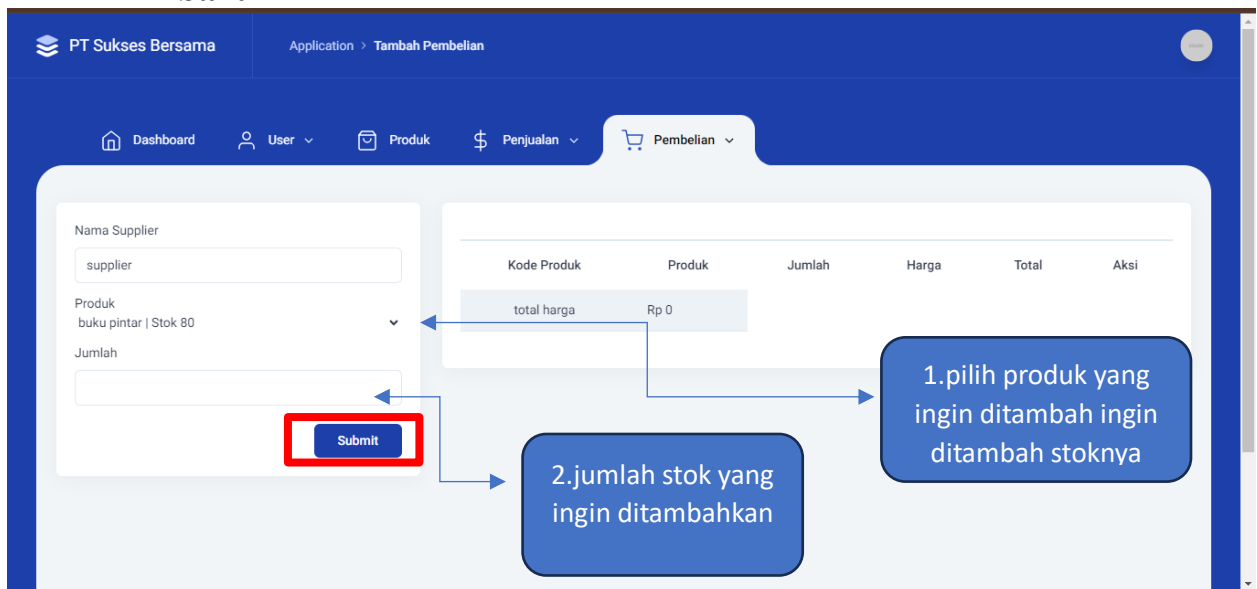 PT Sukses Bersama
Application > Tambah Pembelian
Dashboard
User
Produk
Penjualan
Pembelian
Nama Supplier
supplier
Produk
buku pintar | Stok 80
Jumlah
Submit
Kode Produk Produk Jumlah Harga Total Aksi
total harga Rp 0
1.pilih produk yang
ingin ditambah ingin
ditambah stoknya
2.jumlah stok yang
ingin ditambahkan